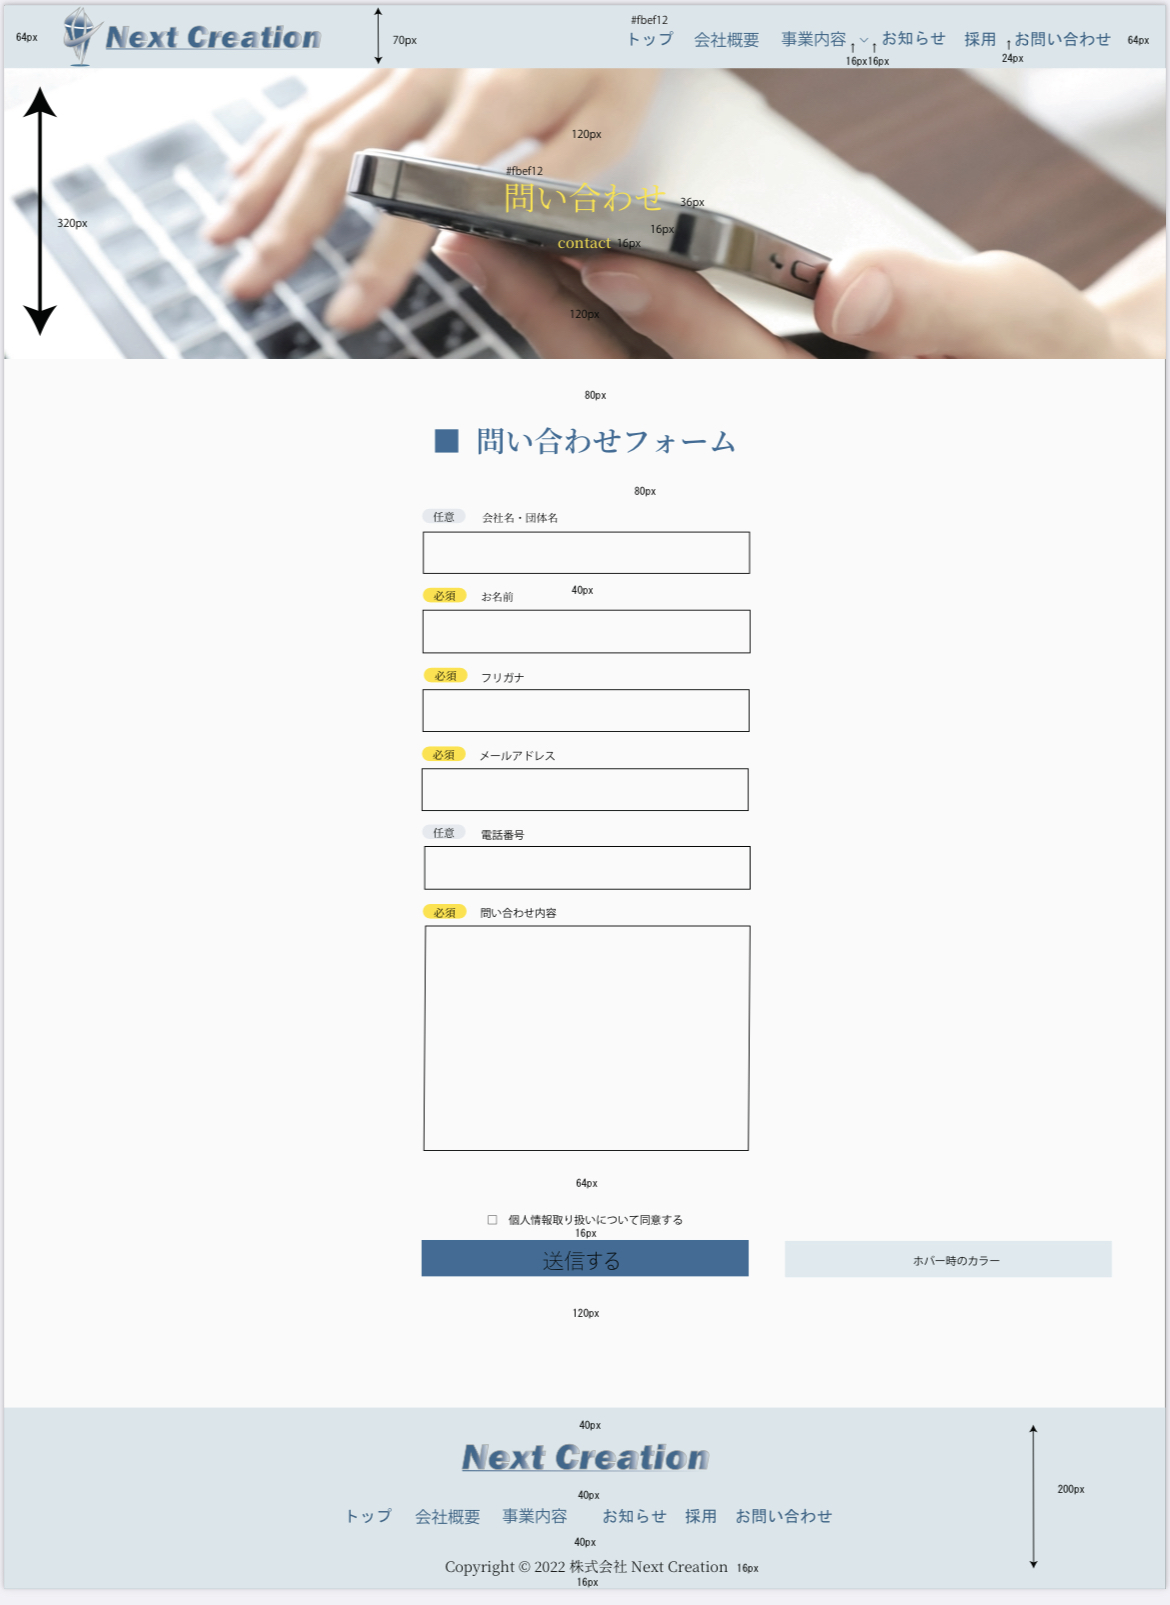 64px
Next Creation
70px
#fbef12
トップ 会社概要 事業内容 お知らせ 採用 お問い合わせ
64px
16px 16px
24px
320px
120px
#fbef12
問い合わせ
36px
16px
contact
16px
120px
80px
■ 問い合わせフォーム
80px
任意 会社名・団体名
40px
必須 お名前
必須 フリガナ
必須 メールアドレス
任意 電話番号
必須 問い合わせ内容
64px
□ 個人情報取り扱いについて同意する
16px
送信する
ホバー時のカラー
120px
40px
Next Creation
200px
40px
トップ 会社概要 事業内容 お知らせ 採用 お問い合わせ
40px
Copyright © 2022 株式会社 Next Creation
16px
16px